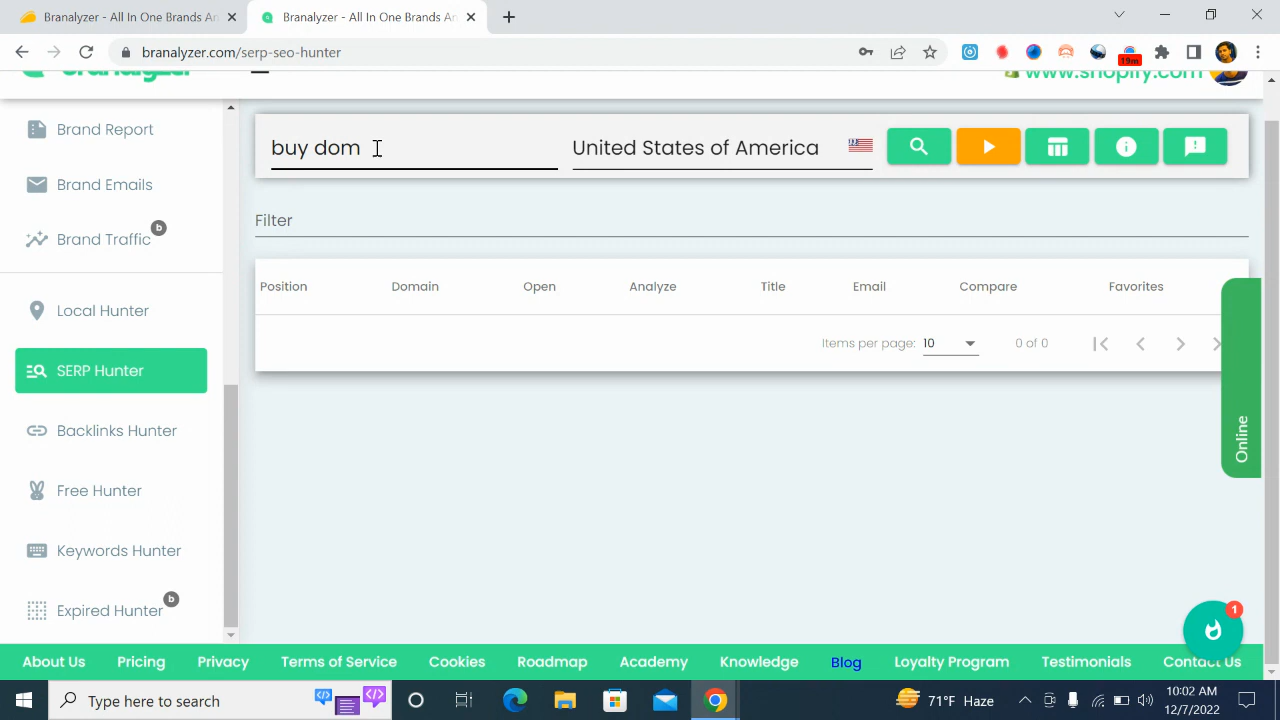 Branalyzer - All In One Brands An
Branalyzer - All In One Brands An
branalyzer.com/serp-seo-hunter
19m
Branalyzer
www.shopify.com
Brand Report
Brand Emails
Brand Traffic b
Local Hunter
SERP Hunter
Backlinks Hunter
Free Hunter
Keywords Hunter
Expired Hunter b
buy dom
United States of America
Filter
Position Domain Open Analyze Title Email Compare Favorites
Items per page: 10 0 of 0
Online
1
About Us Pricing Privacy Terms of Service Cookies Roadmap Academy Knowledge Blog Loyalty Program Testimonials Contact Us
Type here to search
71°F Haze
10:02 AM
12/7/2022